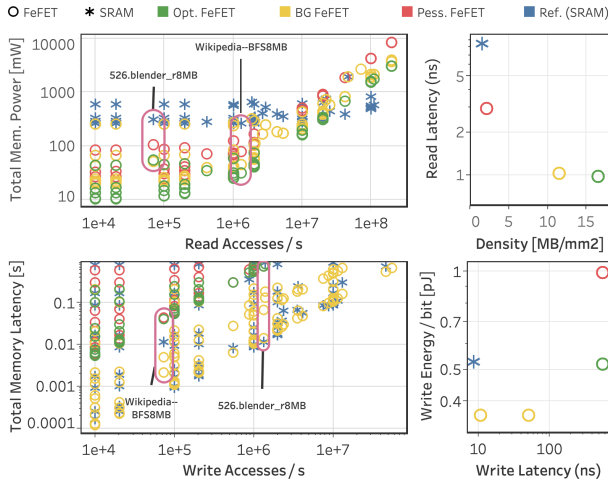 FeFET SRAM Opt. FeFET BG FeFET Pess. FeFET Ref. (SRAM)
Total Mem. Power [mW]
10000
1000
100
10
526.blender_r8MB
Wikipedia--BFS8MB
1e+4 1e+5 1e+6 1e+7 1e+8
Read Accesses / s
Read Latency (ns)
5
2
1
0 5 10 15
Density [MB/mm2]
Total Memory Latency [s]
0.1
0.01
0.001
0.0001
Wikipedia--
BFS8MB
526.blender_r8MB
1e+4 1e+5 1e+6 1e+7
Write Accesses / s
Write Energy / bit [pJ]
1
0.7
0.5
0.4
10 100
Write Latency (ns)